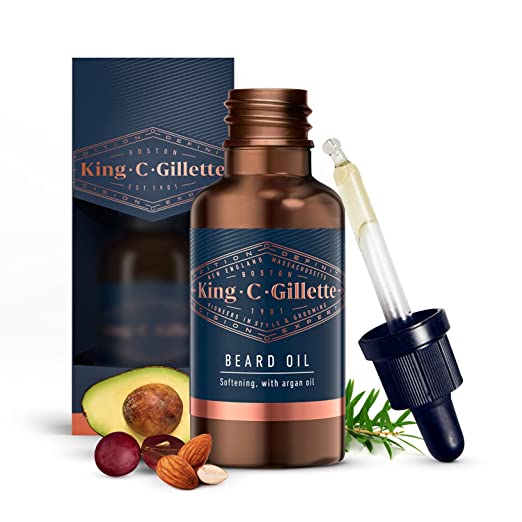 BOSTON
King·C·Gillette
EST.1901
NEW ENGLAND MASSACHUSETTS
BOSTON
King·C·Gillette
1901
PIONEERS IN STYLE & GROOMING
BEARD OIL
Softening, with argan oil